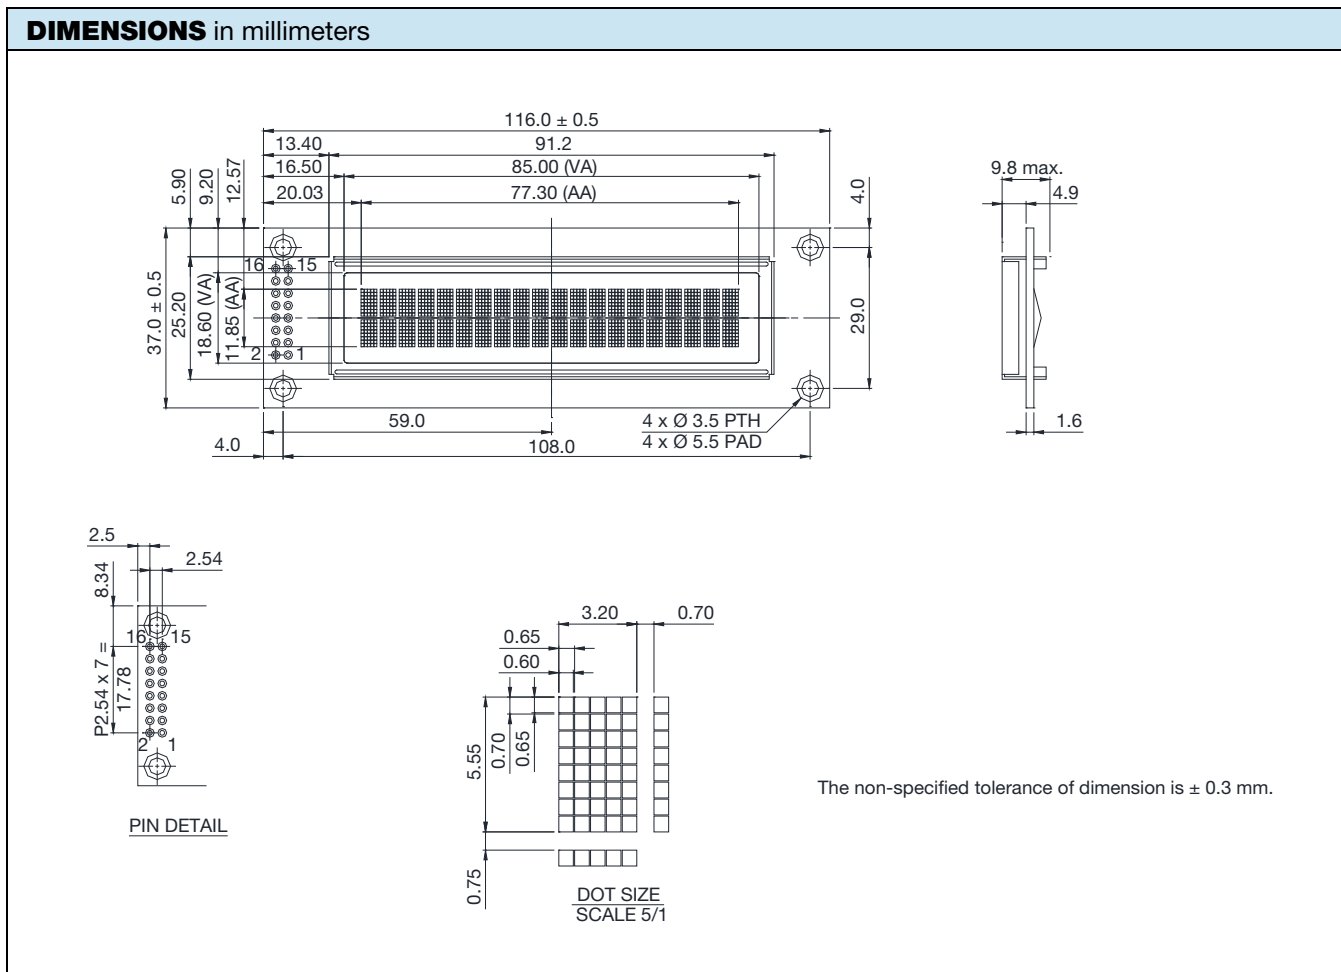 DIMENSIONS in millimeters
116.0 ± 0.5
13.40
91.2
16.50
85.00 (VA)
20.03
77.30 (AA)
5.90
9.20
12.57
4.0
9.8 max.
4.9
16
15
37.0 ± 0.5
25.20
18.60 (VA)
11.85 (AA)
29.0
2
1
59.0
4 x Ø 3.5 PTH
4 x Ø 5.5 PAD
4.0
108.0
1.6
2.5
2.54
8.34
16
15
P2.54 x 7 =
17.78
2
1
PIN DETAIL
3.20
0.70
0.65
0.60
5.55
0.70
0.65
0.75
DOT SIZE
SCALE 5/1
The non-specified tolerance of dimension is ± 0.3 mm.